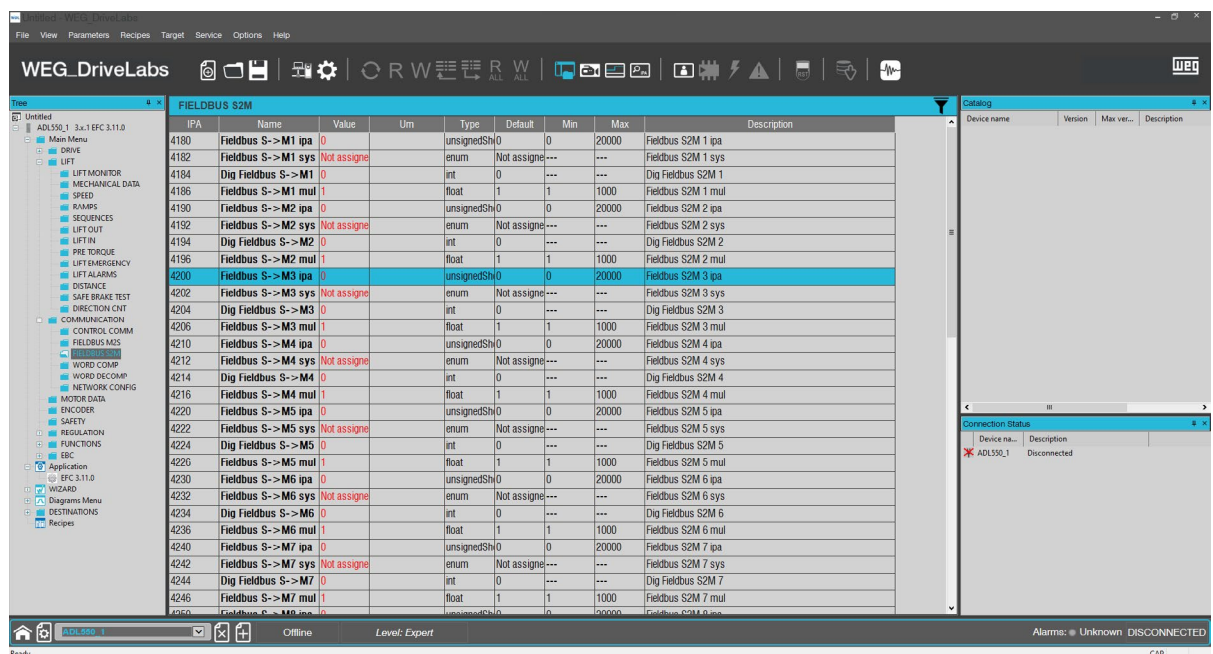 Untitled - WEG_DriveLabs
File View Parameters Recipes Target Service Options Help
WEG_DriveLabs R W R ALL W ALL
Tree
Untitled
ADL550_1 3.x.1 EFC 3.11.0
Main Menu
DRIVE
LIFT
LIFT MONITOR
MECHANICAL DATA
SPEED
RAMPS
SEQUENCES
LIFT OUT
LIFT IN
PRE TORQUE
LIFT EMERGENCY
LIFT ALARMS
DISTANCE
SAFE BRAKE TEST
DIRECTION CNT
COMMUNICATION
CONTROL COMM
FIELDBUS M2S
FIELDBUS S2M
WORD COMP
WORD DECOMP
NETWORK CONFIG
MOTOR DATA
ENCODER
SAFETY
REGULATION
FUNCTIONS
EBC
Application
EFC 3.11.0
WIZARD
Diagrams Menu
DESTINATIONS
Recipes
FIELDBUS S2M
IPA Name Value Um Type Default Min Max Description
4180 Fieldbus S->M1 ipa 0 unsignedSh 0 0 20000 Fieldbus S2M 1 ipa
4182 Fieldbus S->M1 sys Not assigne enum Not assigne --- --- Fieldbus S2M 1 sys
4184 Dig Fieldbus S->M1 0 int 0 --- --- Dig Fieldbus S2M 1
4186 Fieldbus S->M1 mul 1 float 1 1 1000 Fieldbus S2M 1 mul
4190 Fieldbus S->M2 ipa 0 unsignedSh 0 0 20000 Fieldbus S2M 2 ipa
4192 Fieldbus S->M2 sys Not assigne enum Not assigne --- --- Fieldbus S2M 2 sys
4194 Dig Fieldbus S->M2 0 int 0 --- --- Dig Fieldbus S2M 2
4196 Fieldbus S->M2 mul 1 float 1 1 1000 Fieldbus S2M 2 mul
4200 Fieldbus S->M3 ipa 0 unsignedSh 0 0 20000 Fieldbus S2M 3 ipa
4202 Fieldbus S->M3 sys Not assigne enum Not assigne --- --- Fieldbus S2M 3 sys
4204 Dig Fieldbus S->M3 0 int 0 --- --- Dig Fieldbus S2M 3
4206 Fieldbus S->M3 mul 1 float 1 1 1000 Fieldbus S2M 3 mul
4210 Fieldbus S->M4 ipa 0 unsignedSh 0 0 20000 Fieldbus S2M 4 ipa
4212 Fieldbus S->M4 sys Not assigne enum Not assigne --- --- Fieldbus S2M 4 sys
4214 Dig Fieldbus S->M4 0 int 0 --- --- Dig Fieldbus S2M 4
4216 Fieldbus S->M4 mul 1 float 1 1 1000 Fieldbus S2M 4 mul
4220 Fieldbus S->M5 ipa 0 unsignedSh 0 0 20000 Fieldbus S2M 5 ipa
4222 Fieldbus S->M5 sys Not assigne enum Not assigne --- --- Fieldbus S2M 5 sys
4224 Dig Fieldbus S->M5 0 int 0 --- --- Dig Fieldbus S2M 5
4226 Fieldbus S->M5 mul 1 float 1 1 1000 Fieldbus S2M 5 mul
4230 Fieldbus S->M6 ipa 0 unsignedSh 0 0 20000 Fieldbus S2M 6 ipa
4232 Fieldbus S->M6 sys Not assigne enum Not assigne --- --- Fieldbus S2M 6 sys
4234 Dig Fieldbus S->M6 0 int 0 --- --- Dig Fieldbus S2M 6
4236 Fieldbus S->M6 mul 1 float 1 1 1000 Fieldbus S2M 6 mul
4240 Fieldbus S->M7 ipa 0 unsignedSh 0 0 20000 Fieldbus S2M 7 ipa
4242 Fieldbus S->M7 sys Not assigne enum Not assigne --- --- Fieldbus S2M 7 sys
4244 Dig Fieldbus S->M7 0 int 0 --- --- Dig Fieldbus S2M 7
4246 Fieldbus S->M7 mul 1 float 1 1 1000 Fieldbus S2M 7 mul
4250 Fieldbus S->M8 ipa 0 unsignedSh 0 0 20000 Fieldbus S2M 8 ipa
Catalog
Device name Version Max ver... Description
Connection Status
Device na... Description
ADL550_1 Disconnected
ADL550_1 Offline Level: Expert Alarms: Unknown DISCONNECTED
Ready CAP